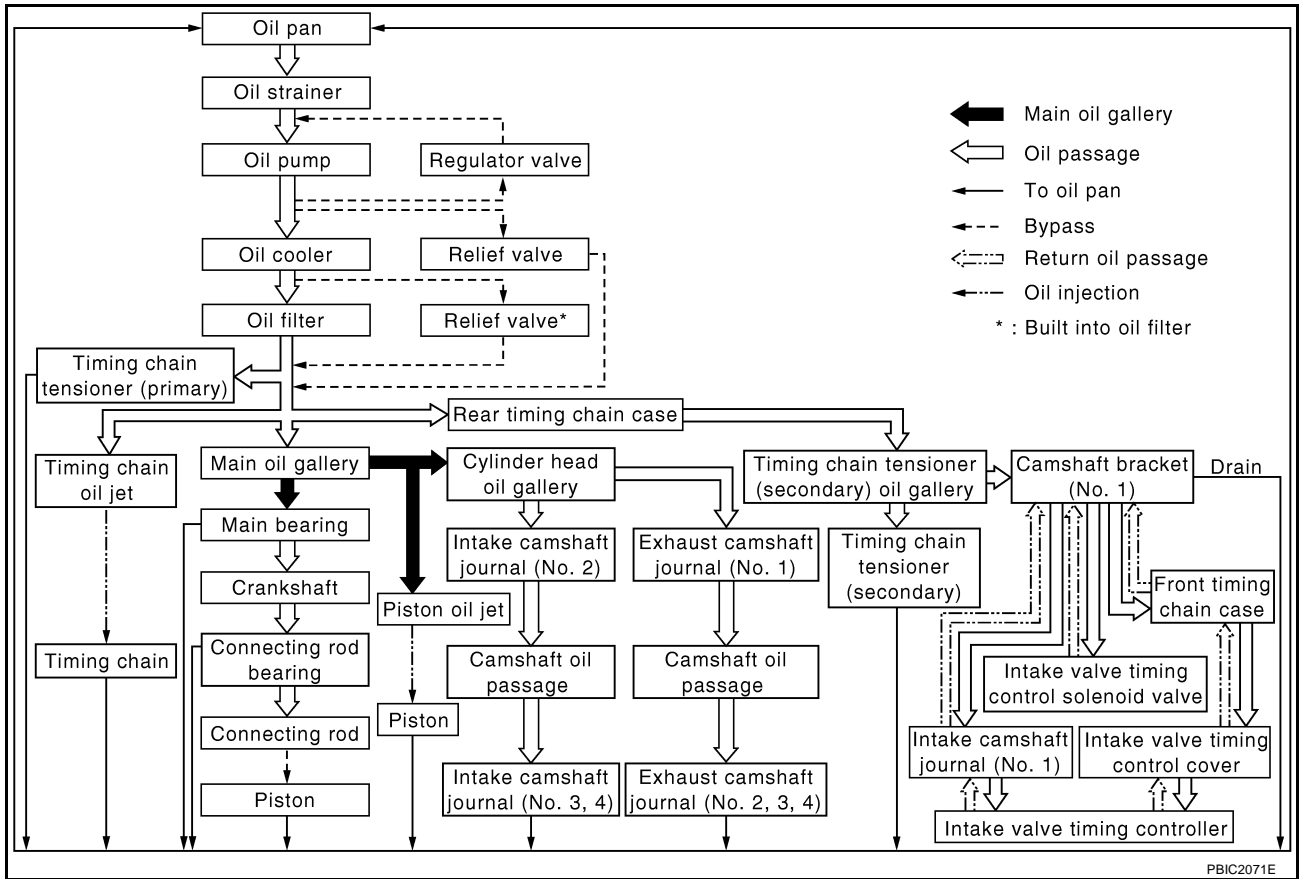 Oil pan
Oil strainer
Oil pump
Regulator valve
Oil cooler
Relief valve
Oil filter
Relief valve*
Main oil gallery
Oil passage
To oil pan
Bypass
Return oil passage
Oil injection
* : Built into oil filter
Timing chain
tensioner (primary)
Rear timing chain case
Timing chain
oil jet
Main oil gallery
Cylinder head
oil gallery
Timing chain tensioner
(secondary) oil gallery
Camshaft bracket
(No. 1)
Drain
Main bearing
Intake camshaft
journal (No. 2)
Exhaust camshaft
journal (No. 1)
Timing chain
tensioner
(secondary)
Crankshaft
Piston oil jet
Front timing
chain case
Timing chain
Connecting rod
bearing
Camshaft oil
passage
Camshaft oil
passage
Intake valve timing
control solenoid valve
Connecting rod
Piston
Intake camshaft
journal (No. 1)
Intake valve timing
control cover
Piston
Intake camshaft
journal (No. 3, 4)
Exhaust camshaft
journal (No. 2, 3, 4)
Intake valve timing controller
PBIC2071E